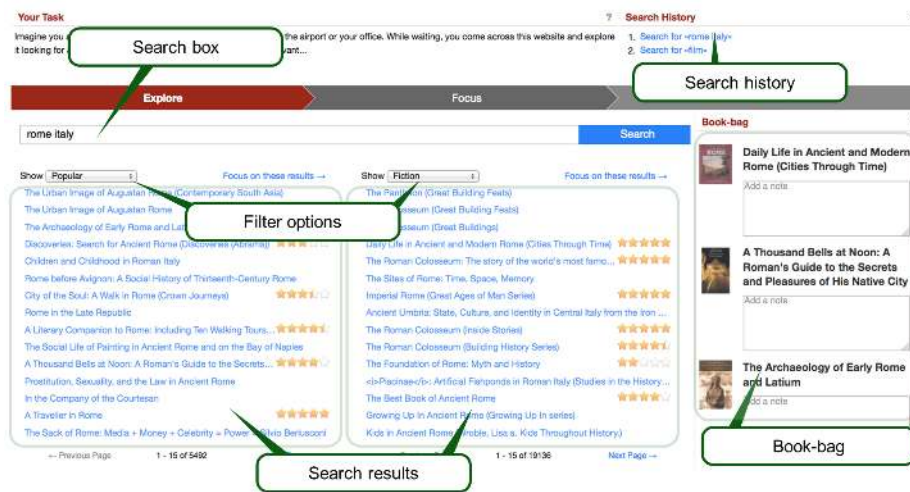 Your Task
?
Imagine you a
the airport or your office. While waiting, you come across this website and explore
it looking for
vant...
Search box
Search History
1. Search for «rome italy»
2. Search for «film»
Search history
Explore
Focus
rome italy
Search
Show Popular
Focus on these results →
Show Fiction
Focus on these results →
Filter options
The Urban Image of Augustan Rome (Contemporary South Asia)
The Urban Image of Augustan Rome
The Archaeology of Early Rome and Lat
Discoveries: Search for Ancient Rome (Discoveries (Abrams))
Children and Childhood in Roman Italy
Rome before Avignon: A Social History of Thirteenth-Century Rome
City of the Soul: A Walk in Rome (Crown Journeys)
Rome in the Late Republic
A Literary Companion to Rome: Including Ten Walking Tours...
The Social Life of Painting in Ancient Rome and on the Bay of Naples
A Thousand Bells at Noon: A Roman's Guide to the Secrets...
Prostitution, Sexuality, and the Law in Ancient Rome
In the Company of the Courtesan
A Traveller in Rome
The Sack of Rome: Media + Money + Celebrity = Power = Silvio Berlusconi
← Previous Page
1 - 15 of 5492
The Pantheon (Great Building Feats)
osseum (Great Building Feats)
osseum (Great Buildings)
Daily Life in Ancient and Modern Rome (Cities Through Time)
The Roman Colosseum: The story of the world's most famo...
The Sites of Rome: Time, Space, Memory
Imperial Rome (Great Ages of Man Series)
Ancient Umbria: State, Culture, and Identity in Central Italy from the Iron ...
The Roman Colosseum (Inside Stories)
The Roman Colosseum (Building History Series)
The Foundation of Rome: Myth and History
<i>Piscinae</i>: Artificial Fishponds in Roman Italy (Studies in the History...
The Best Book of Ancient Rome
Growing Up In Ancient Rome (Growing Up In series)
Kids in Ancient Rome (Wroble, Lisa a. Kids Throughout History:)
1 - 15 of 19136
Next Page →
Search results
Book-bag
Daily Life in Ancient and Modern
Rome (Cities Through Time)
Add a note
A Thousand Bells at Noon: A
Roman's Guide to the Secrets
and Pleasures of His Native City
Add a note
The Archaeology of Early Rome
and Latium
Add a note
Book-bag